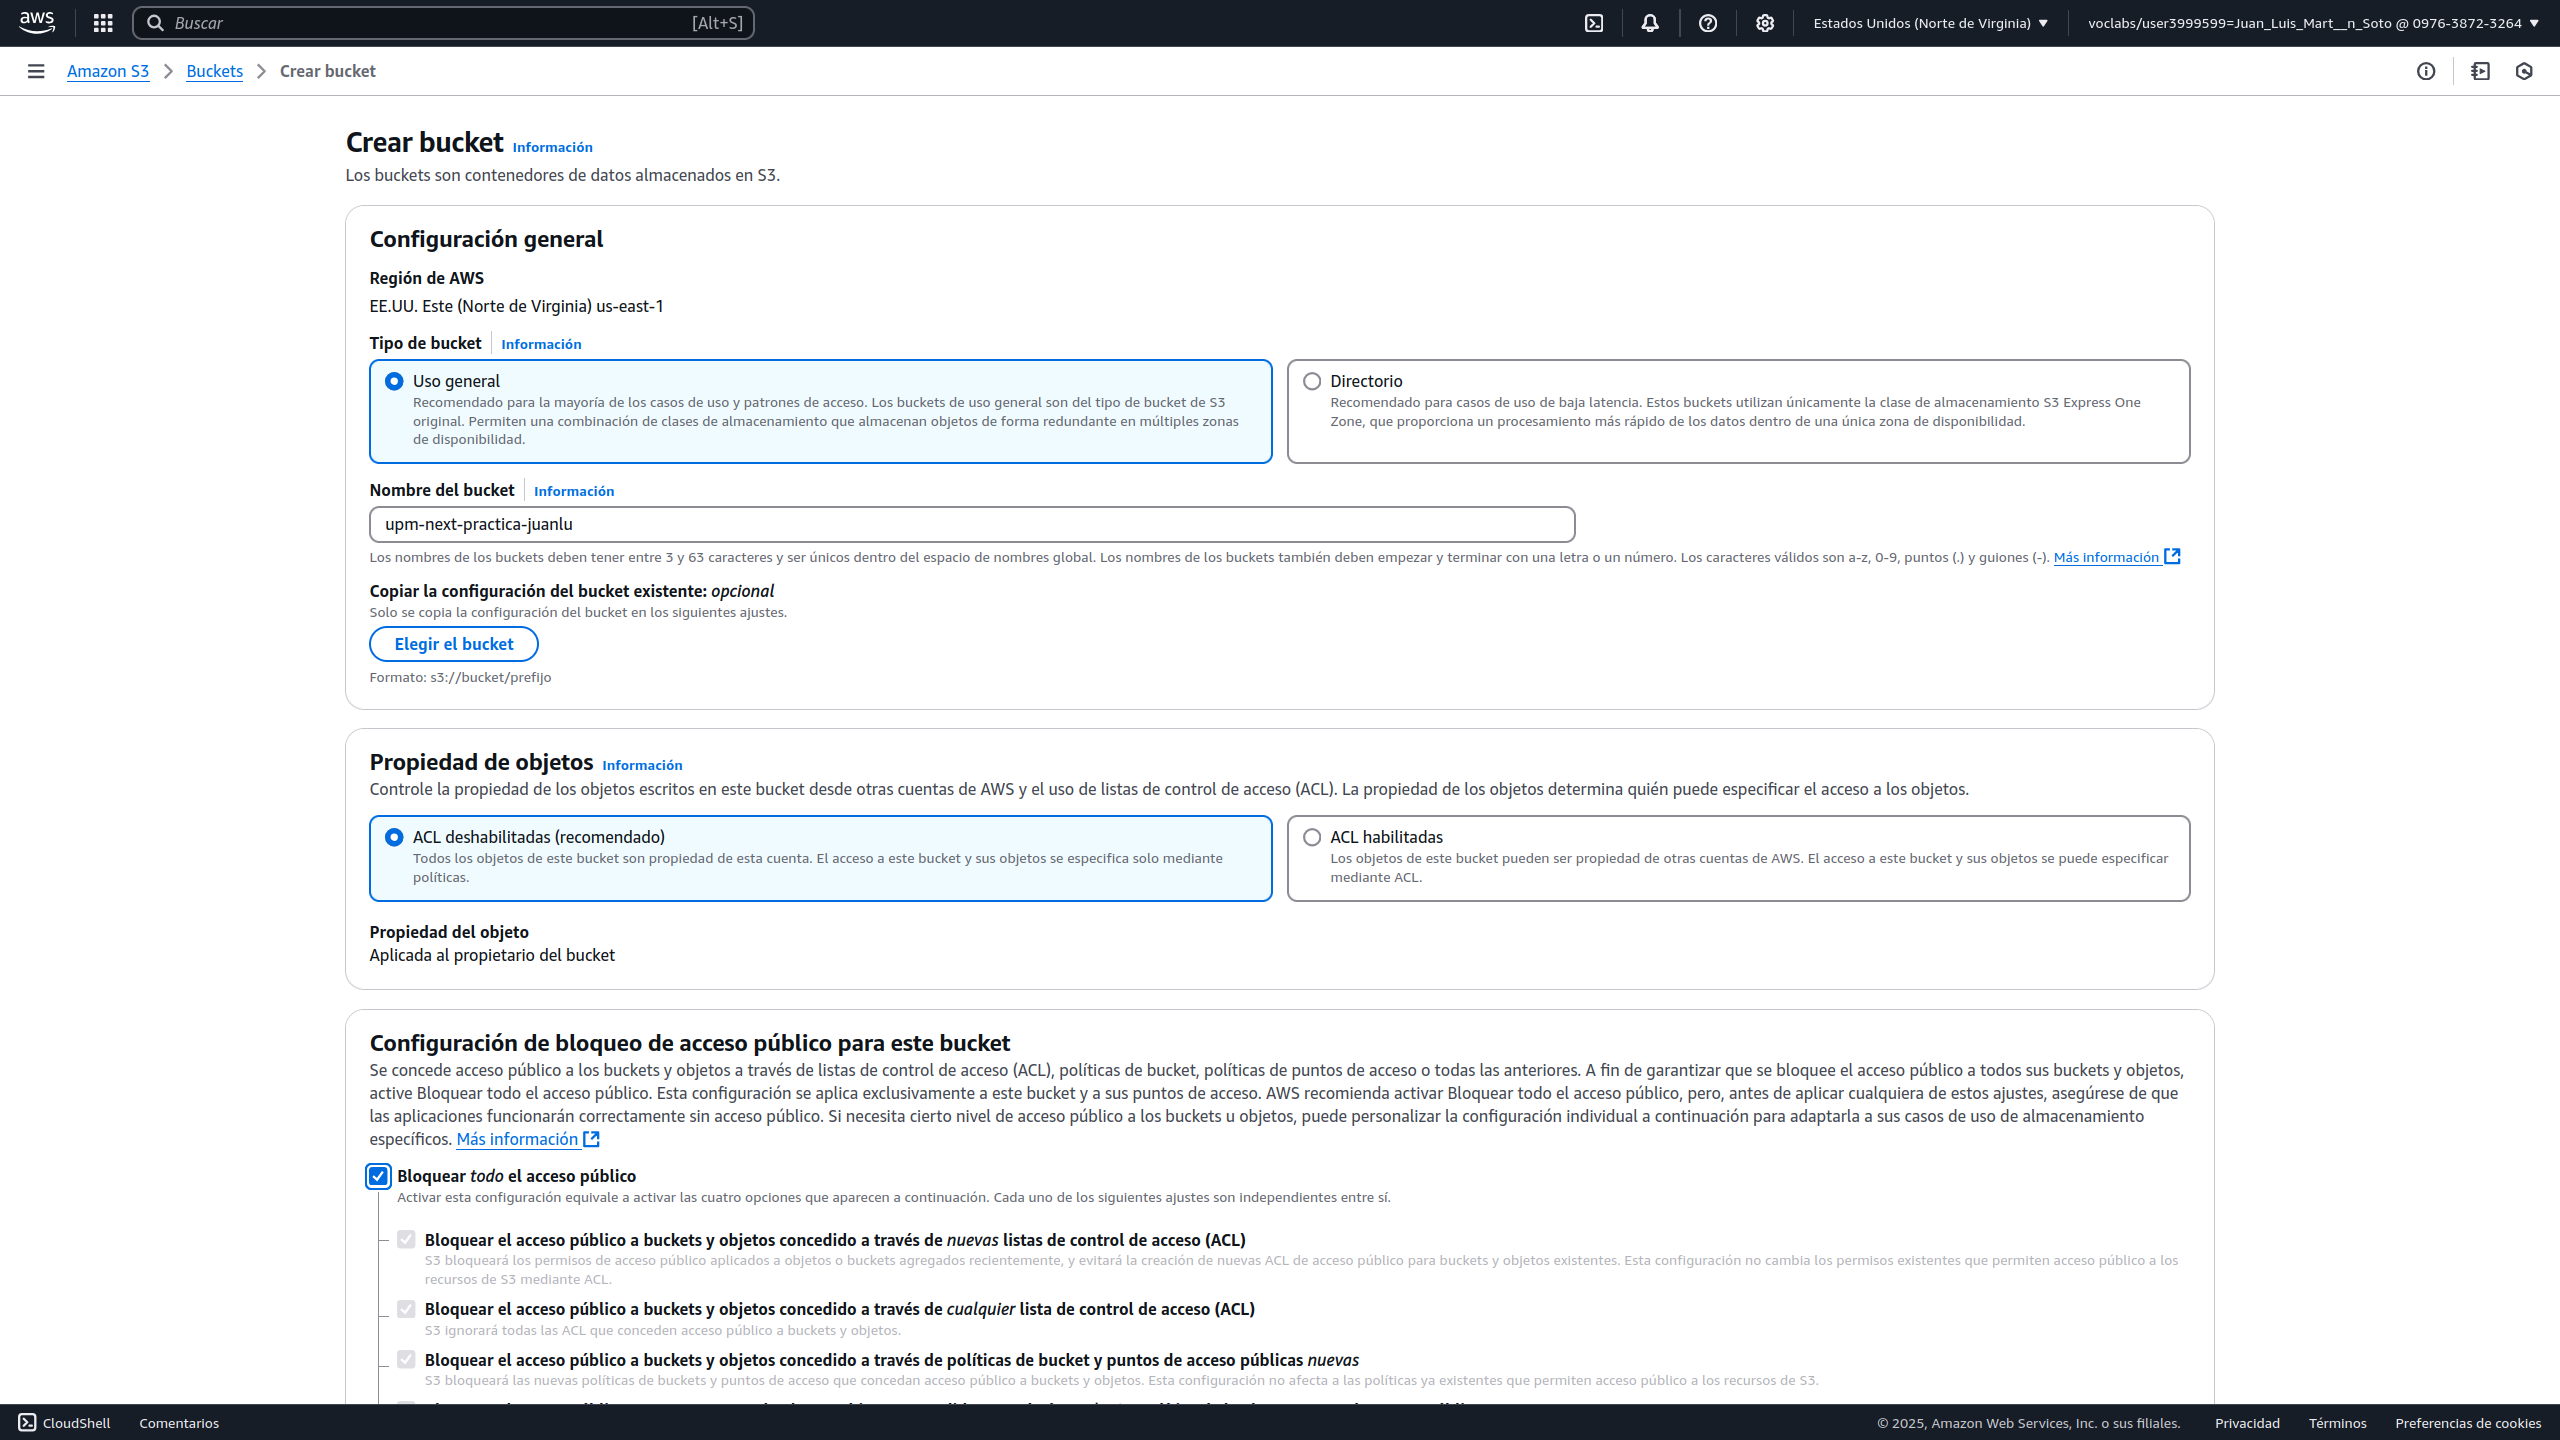 aws
Buscar [Alt+S]
Estados Unidos (Norte de Virginia)
voclabs/user3999599=Juan_Luis_Mart__n_Soto @ 0976-3872-3264
Amazon S3 > Buckets > Crear bucket
Crear bucket Información
Los buckets son contenedores de datos almacenados en S3.
Configuración general
Región de AWS
EE.UU. Este (Norte de Virginia) us-east-1
Tipo de bucket Información
Uso general
Recomendado para la mayoría de los casos de uso y patrones de acceso. Los buckets de uso general son del tipo de bucket de S3
original. Permiten una combinación de clases de almacenamiento que almacenan objetos de forma redundante en múltiples zonas
de disponibilidad.
Directorio
Recomendado para casos de uso de baja latencia. Estos buckets utilizan únicamente la clase de almacenamiento S3 Express One
Zone, que proporciona un procesamiento más rápido de los datos dentro de una única zona de disponibilidad.
Nombre del bucket Información
upm-next-practica-juanlu
Los nombres de los buckets deben tener entre 3 y 63 caracteres y ser únicos dentro del espacio de nombres global. Los nombres de los buckets también deben empezar y terminar con una letra o un número. Los caracteres válidos son a-z, 0-9, puntos (.) y guiones (-). Más información
Copiar la configuración del bucket existente: opcional
Solo se copia la configuración del bucket en los siguientes ajustes.
Elegir el bucket
Formato: s3://bucket/prefijo
Propiedad de objetos Información
Controle la propiedad de los objetos escritos en este bucket desde otras cuentas de AWS y el uso de listas de control de acceso (ACL). La propiedad de los objetos determina quién puede especificar el acceso a los objetos.
ACL deshabilitadas (recomendado)
Todos los objetos de este bucket son propiedad de esta cuenta. El acceso a este bucket y sus objetos se especifica solo mediante
políticas.
ACL habilitadas
Los objetos de este bucket pueden ser propiedad de otras cuentas de AWS. El acceso a este bucket y sus objetos se puede especificar
mediante ACL.
Propiedad del objeto
Aplicada al propietario del bucket
Configuración de bloqueo de acceso público para este bucket
Se concede acceso público a los buckets y objetos a través de listas de control de acceso (ACL), políticas de bucket, políticas de puntos de acceso o todas las anteriores. A fin de garantizar que se bloquee el acceso público a todos sus buckets y objetos,
active Bloquear todo el acceso público. Esta configuración se aplica exclusivamente a este bucket y a sus puntos de acceso. AWS recomienda activar Bloquear todo el acceso público, pero, antes de aplicar cualquiera de estos ajustes, asegúrese de que
las aplicaciones funcionarán correctamente sin acceso público. Si necesita cierto nivel de acceso público a los buckets u objetos, puede personalizar la configuración individual a continuación para adaptarla a sus casos de uso de almacenamiento
específicos. Más información
Bloquear todo el acceso público
Activar esta configuración equivale a activar las cuatro opciones que aparecen a continuación. Cada uno de los siguientes ajustes son independientes entre sí.
Bloquear el acceso público a buckets y objetos concedido a través de nuevas listas de control de acceso (ACL)
S3 bloqueará los permisos de acceso público aplicados a objetos o buckets agregados recientemente, y evitará la creación de nuevas ACL de acceso público para buckets y objetos existentes. Esta configuración no cambia los permisos existentes que permiten acceso público a los
recursos de S3 mediante ACL.
Bloquear el acceso público a buckets y objetos concedido a través de cualquier lista de control de acceso (ACL)
S3 ignorará todas las ACL que conceden acceso público a buckets y objetos.
Bloquear el acceso público a buckets y objetos concedido a través de políticas de bucket y puntos de acceso públicas nuevas
S3 bloqueará las nuevas políticas de buckets y puntos de acceso que concedan acceso público a buckets y objetos. Esta configuración no afecta a las políticas ya existentes que permiten acceso público a los recursos de S3.
CloudShell Comentarios
© 2025, Amazon Web Services, Inc. o sus filiales. Privacidad Términos Preferencias de cookies